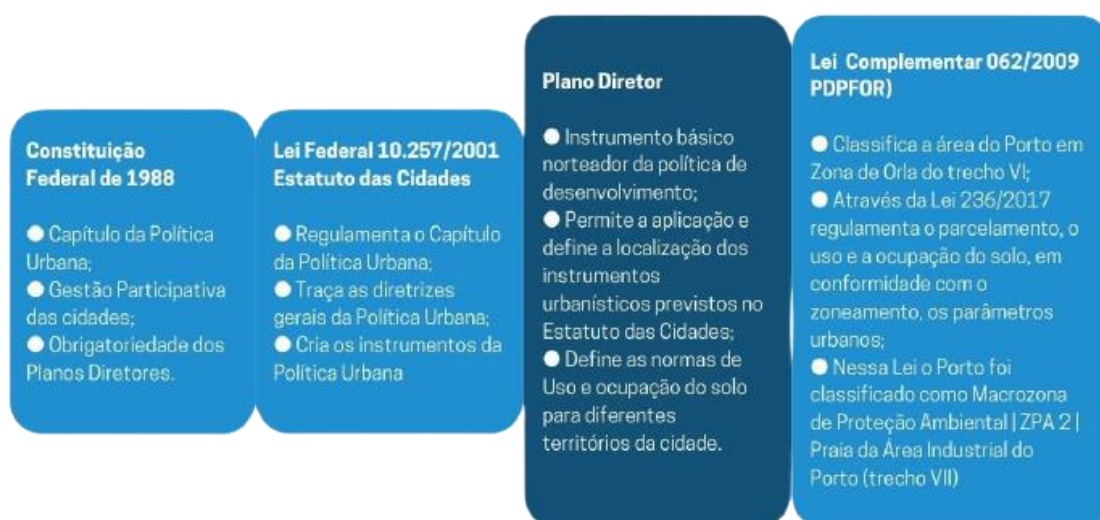 Constituição
Federal de 1988
● Capítulo da Política
Urbana;
● Gestão Participativa
das cidades;
● Obrigatoriedade dos
Planos Diretores.
Lei Federal 10.257/2001
Estatuto das Cidades
● Regulamenta o Capítulo
da Política Urbana;
● Traça as diretrizes
gerais da Política Urbana;
● Cria os instrumentos da
Política Urbana
Plano Diretor
● Instrumento básico
norteador da política de
desenvolvimento;
● Permite a aplicação e
define a localização dos
instrumentos
urbanísticos previstos no
Estatuto das Cidades;
● Define as normas de
Uso e ocupação do solo
para diferentes
territórios da cidade.
Lei Complementar 062/2009
PDPFOR)
● Classifica a área do Porto em
Zona de Orla do trecho VI;
● Através da Lei 236/2017
regulamenta o parcelamento, o
uso e a ocupação do solo, em
conformidade com o
zoneamento, os parâmetros
urbanos;
● Nessa Lei o Porto foi
classificado como Macrozona
de Proteção Ambiental | ZPA 2 |
Praia da Área Industrial do
Porto (trecho VII)